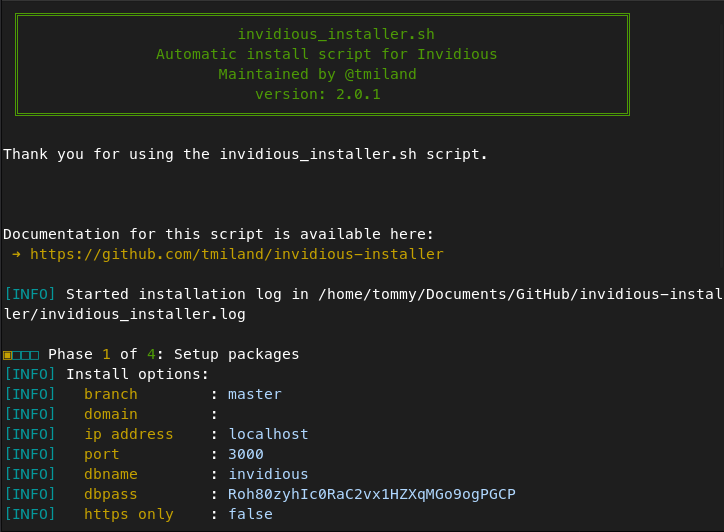 invidious_installer.sh
Automatic install script for Invidious
Maintained by @tmiland
version: 2.0.1
Thank you for using the invidious_installer.sh script.
Documentation for this script is available here:
➜ https://github.com/tmiland/invidious-installer
[INFO] Started installation log in /home/tommy/Documents/GitHub/invidious-instal
ler/invidious_installer.log
▣□□□ Phase 1 of 4: Setup packages
[INFO] Install options:
[INFO] branch : master
[INFO] domain :
[INFO] ip address : localhost
[INFO] port : 3000
[INFO] dbname : invidious
[INFO] dbpass : Roh80zyhIc0RaC2vx1HZXqMGo9ogPGCP
[INFO] https only : false